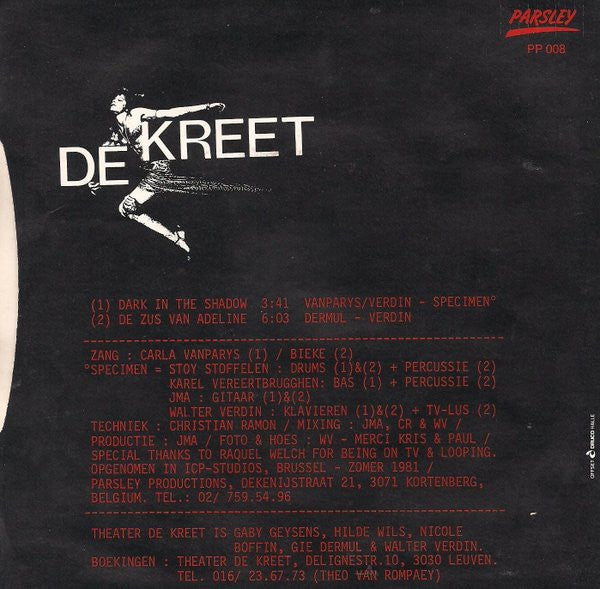 PARSLEY
PP 008
DE KREET
(1) DARK IN THE SHADOW 3:41 VANPARYS/VERDIN - SPECIMEN°
(2) DE ZUS VAN ADELINE 6:03 DERMUL - VERDIN
ZANG : CARLA VANPARYS (1) / BIEKE (2)
°SPECIMEN = STOY STOFFELEN : DRUMS (1)&(2) + PERCUSSIE (2)
KAREL VEREERTBRUGGHEN: BAS (1) + PERCUSSIE (2)
JMA : GITAAR (1)&(2)
WALTER VERDIN : KLAVIEREN (1)&(2) + TV-LUS (2)
TECHNIEK : CHRISTIAN RAMON / MIXING : JMA, CR & WV /
PRODUCTIE : JMA / FOTO & HOES : WV - MERCI KRIS & PAUL /
SPECIAL THANKS TO RAQUEL WELCH FOR BEING ON TV & LOOPING.
OPGENOMEN IN ICP-STUDIOS, BRUSSEL - ZOMER 1981 /
PARSLEY PRODUCTIONS, DEKENIJSTRAAT 21, 3071 KORTENBERG,
BELGIUM. TEL.: 02/ 759.54.96
THEATER DE KREET IS GABY GEYSENS, HILDE WILS, NICOLE
BOFFIN, GIE DERMUL & WALTER VERDIN.
BOEKINGEN : THEATER DE KREET, DELIGNESTR.10, 3030 LEUVEN.
TEL. 016/ 23.67.73 (THEO VAN ROMPAEY)
OFFSET DRUCO HALLE